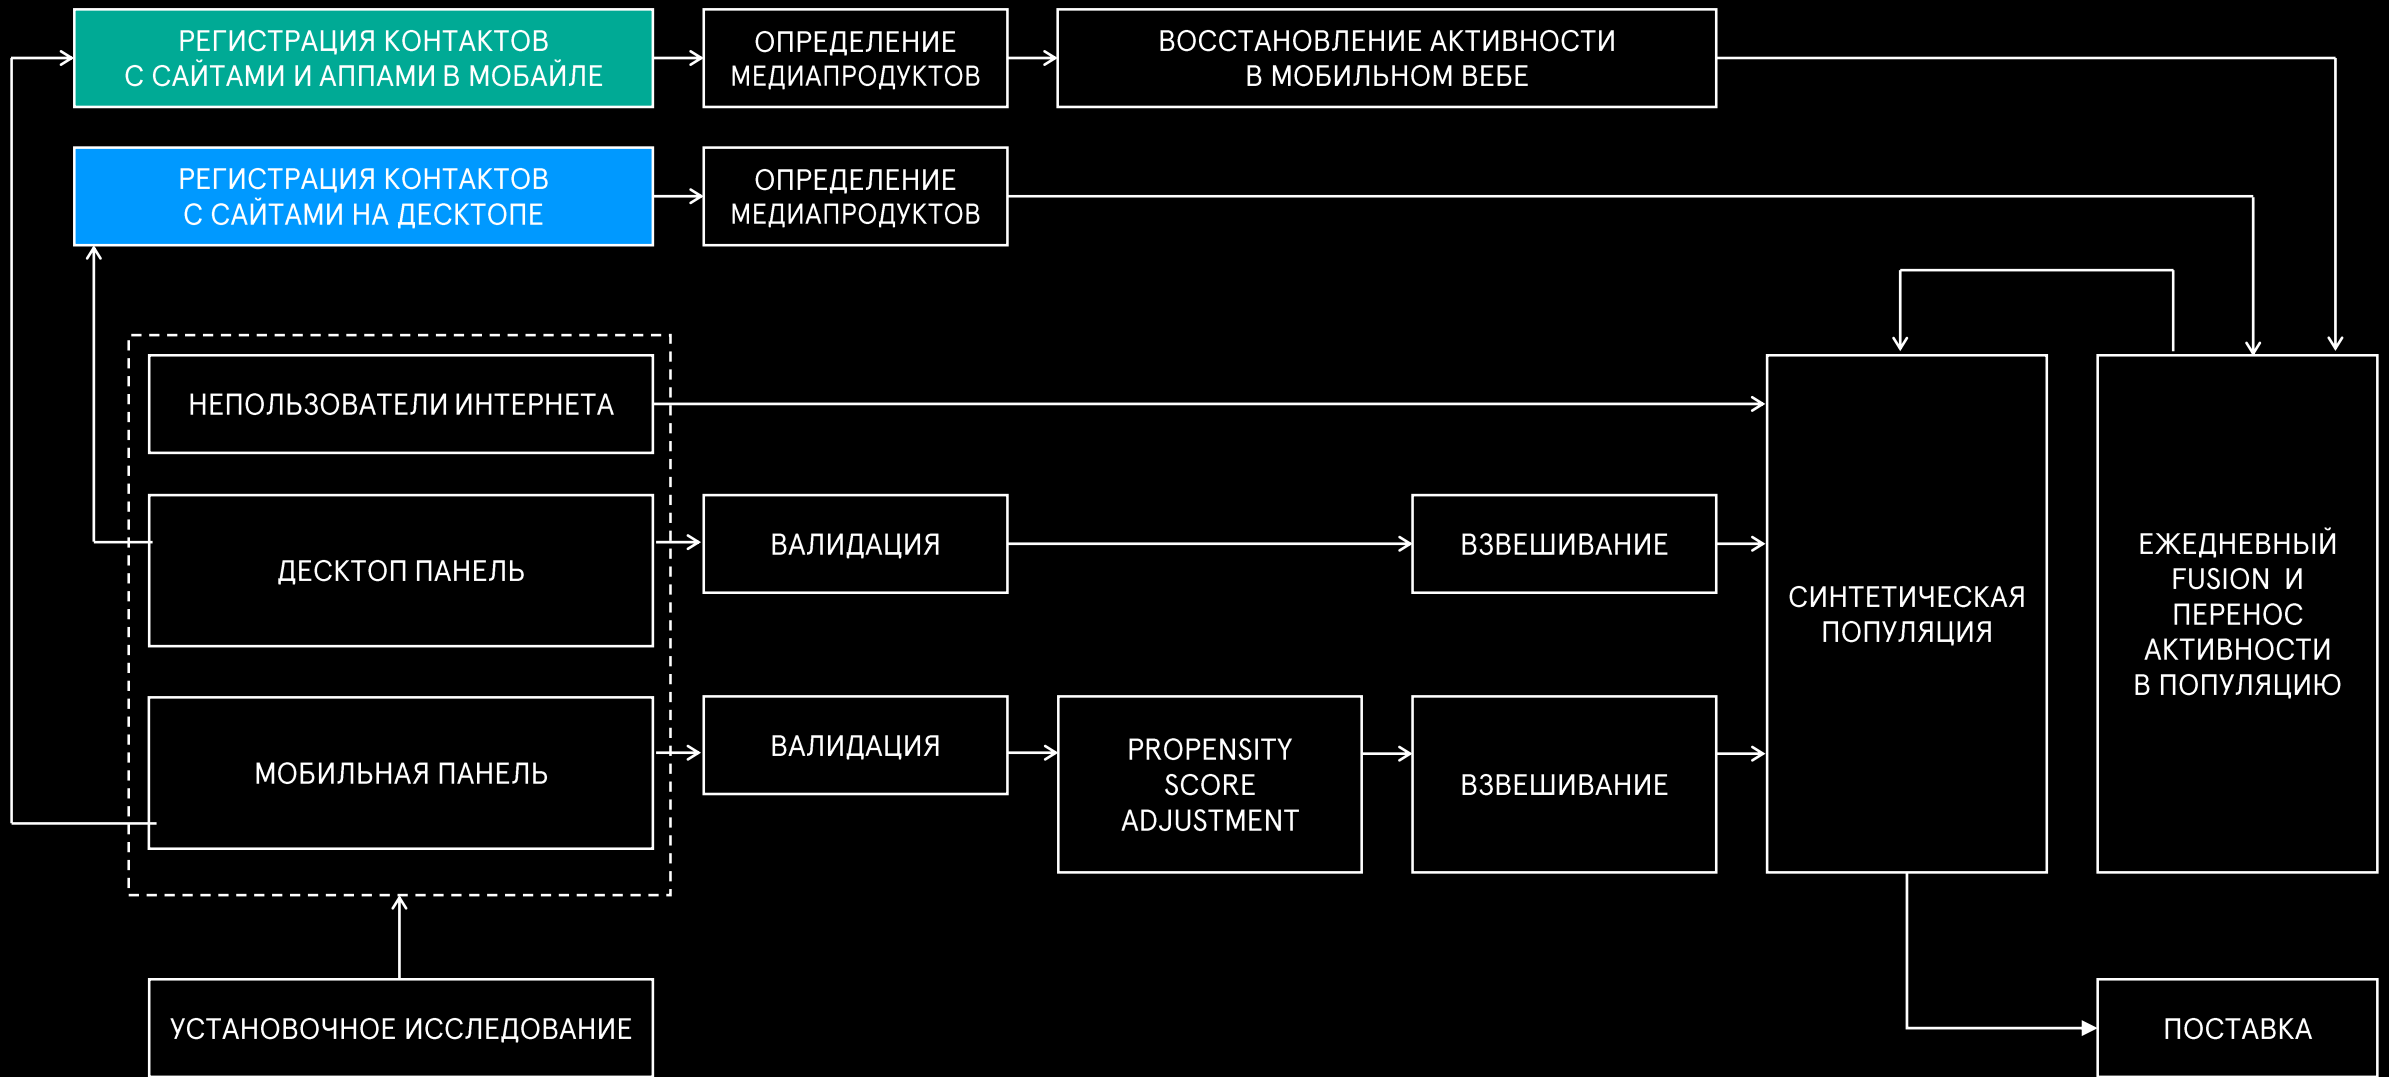 РЕГИСТРАЦИЯ КОНТАКТОВ
С САЙТАМИ И АППАМИ В МОБАЙЛЕ
ОПРЕДЕЛЕНИЕ
МЕДИАПРОДУКТОВ
ВОССТАНОВЛЕНИЕ АКТИВНОСТИ
В МОБИЛЬНОМ ВЕБЕ
РЕГИСТРАЦИЯ КОНТАКТОВ
С САЙТАМИ НА ДЕСКТОПЕ
ОПРЕДЕЛЕНИЕ
МЕДИАПРОДУКТОВ
НЕПОЛЬЗОВАТЕЛИ ИНТЕРНЕТА
ДЕСКТОП ПАНЕЛЬ
ВАЛИДАЦИЯ
ВЗВЕШИВАНИЕ
МОБИЛЬНАЯ ПАНЕЛЬ
ВАЛИДАЦИЯ
PROPENSITY
SCORE
ADJUSTMENT
ВЗВЕШИВАНИЕ
СИНТЕТИЧЕСКАЯ
ПОПУЛЯЦИЯ
ЕЖЕДНЕВНЫЙ
FUSION И
ПЕРЕНОС
АКТИВНОСТИ
В ПОПУЛЯЦИЮ
УСТАНОВОЧНОЕ ИССЛЕДОВАНИЕ
ПОСТАВКА